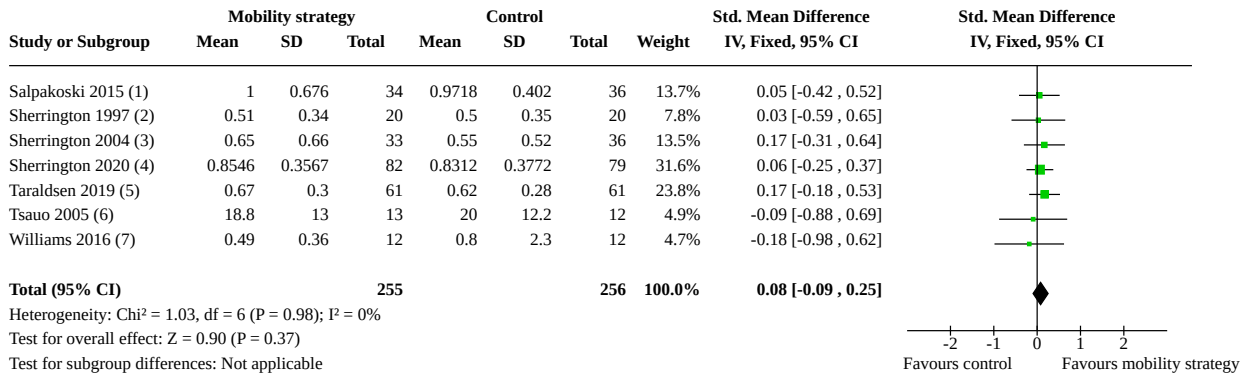 Mobility strategy Control Std. Mean Difference Std. Mean Difference
Study or Subgroup Mean SD Total Mean SD Total Weight IV, Fixed, 95% CI IV, Fixed, 95% CI
Salpakoski 2015 (1) 1 0.676 34 0.9718 0.402 36 13.7% 0.05 [-0.42 , 0.52]
Sherrington 1997 (2) 0.51 0.34 20 0.5 0.35 20 7.8% 0.03 [-0.59 , 0.65]
Sherrington 2004 (3) 0.65 0.66 33 0.55 0.52 36 13.5% 0.17 [-0.31 , 0.64]
Sherrington 2020 (4) 0.8546 0.3567 82 0.8312 0.3772 79 31.6% 0.06 [-0.25 , 0.37]
Taraldsen 2019 (5) 0.67 0.3 61 0.62 0.28 61 23.8% 0.17 [-0.18 , 0.53]
Tsauo 2005 (6) 18.8 13 13 20 12.2 12 4.9% -0.09 [-0.88 , 0.69]
Williams 2016 (7) 0.49 0.36 12 0.8 2.3 12 4.7% -0.18 [-0.98 , 0.62]
Total (95% CI) 255 256 100.0% 0.08 [-0.09 , 0.25]
Heterogeneity: Chi² = 1.03, df = 6 (P = 0.98); I² = 0%
Test for overall effect: Z = 0.90 (P = 0.37)
-2 -1 0 1 2
Test for subgroup differences: Not applicable
Favours control Favours mobility strategy